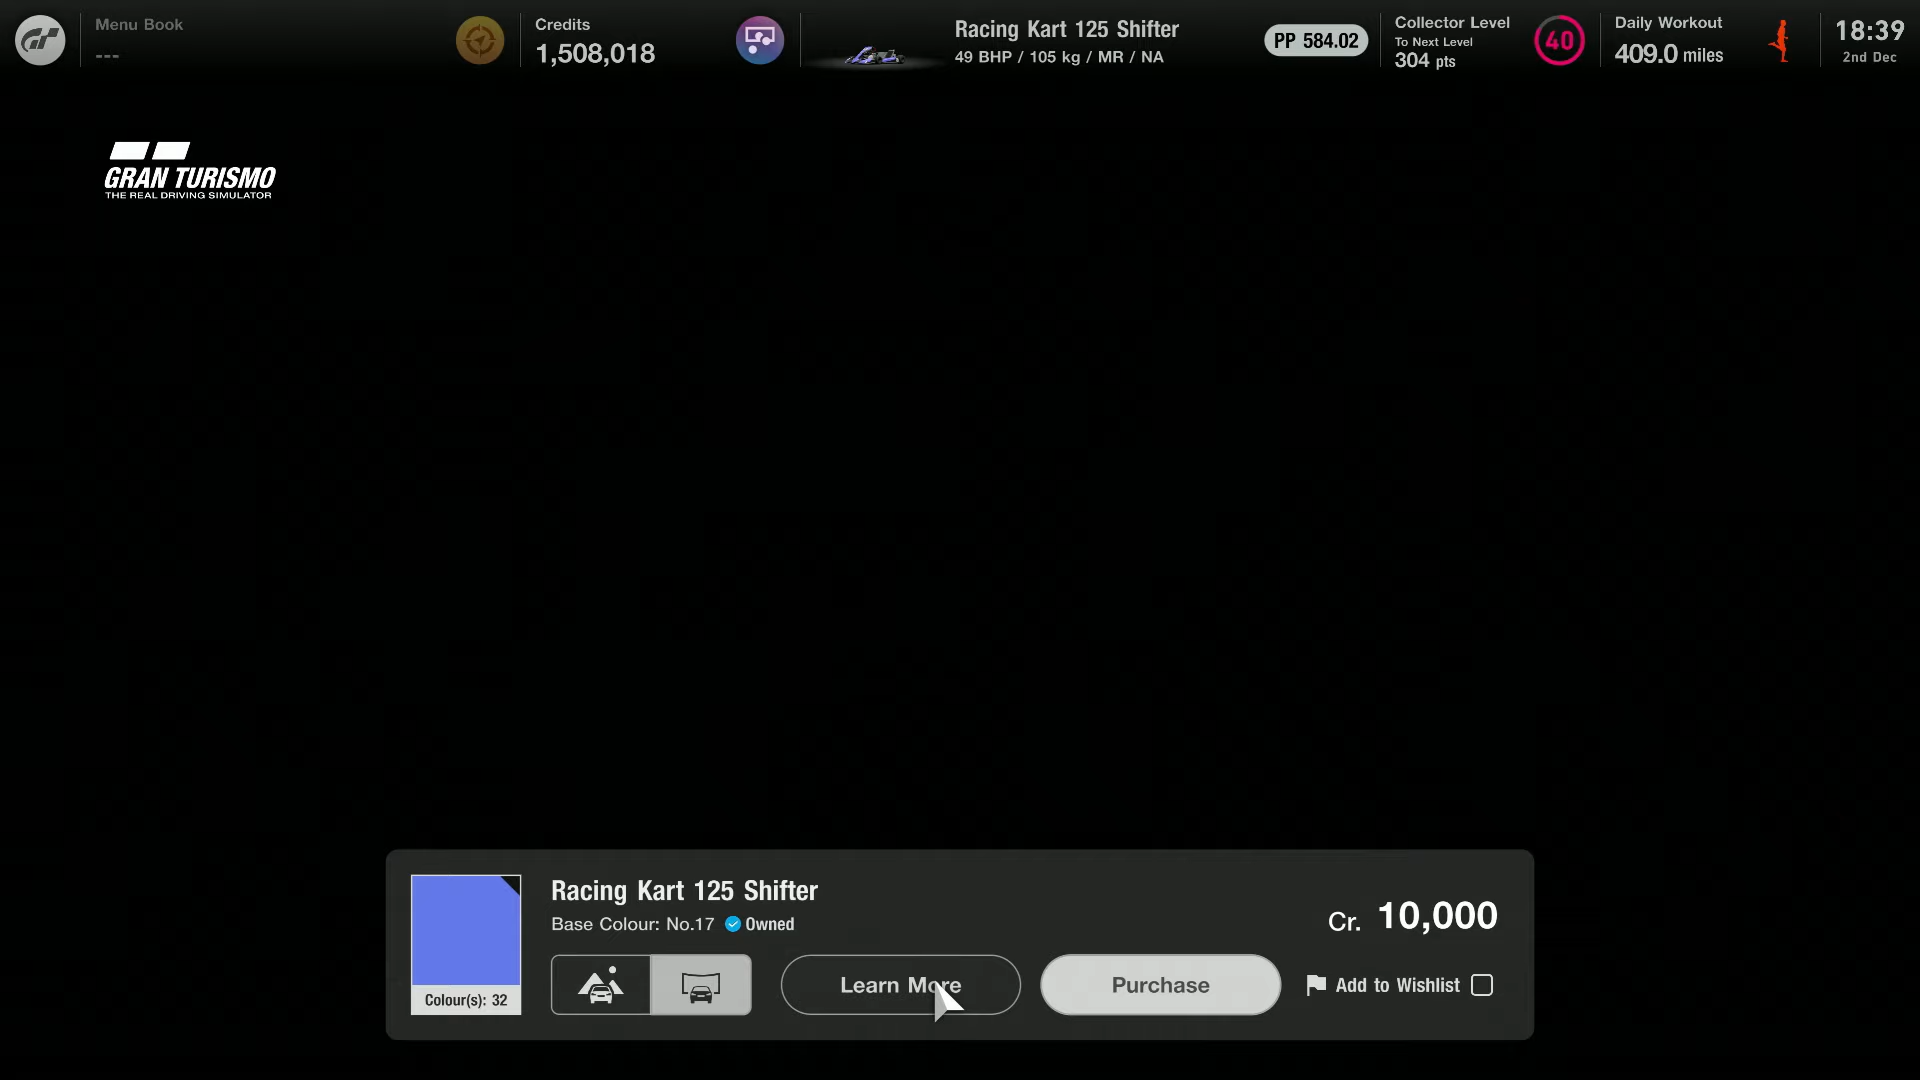 Menu Book
---
Credits
1,508,018
Racing Kart 125 Shifter
49 BHP / 105 kg / MR / NA
PP 584.02
Collector Level
To Next Level
304 pts
40
Daily Workout
409.0 miles
18:39
2nd Dec
GRAN TURISMO
THE REAL DRIVING SIMULATOR
Racing Kart 125 Shifter
Base Colour: No.17 Owned
Cr. 10,000
Colour(s): 32
Learn More
Purchase
Add to Wishlist